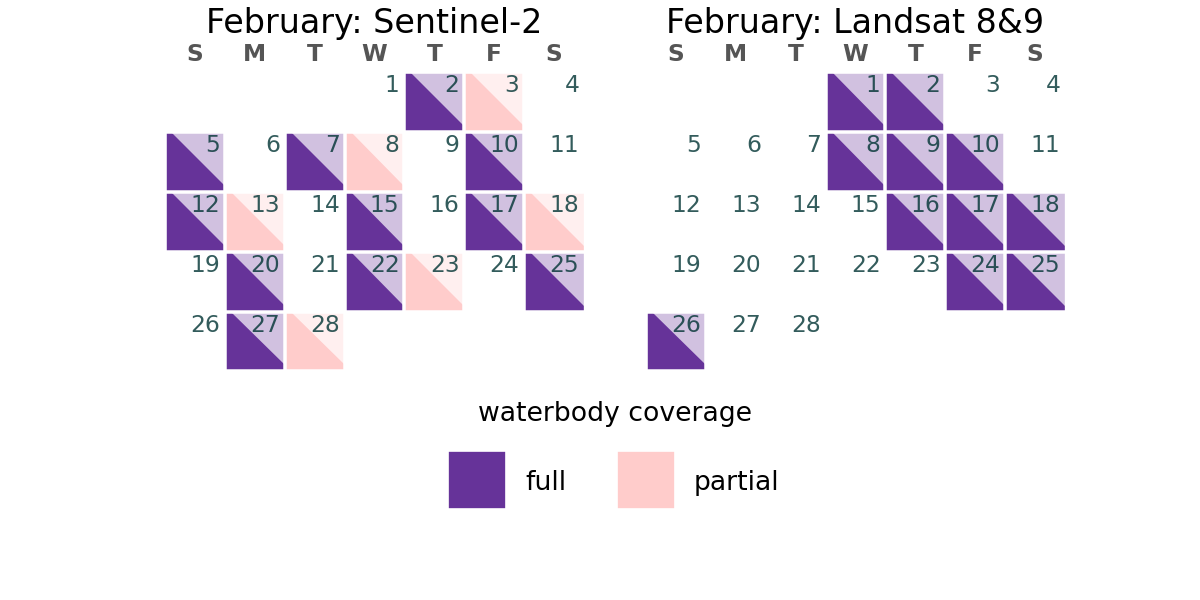 February: Sentinel-2
S M T W T F S
1 2 3 4
5 6 7 8 9 10 11
12 13 14 15 16 17 18
19 20 21 22 23 24 25
26 27 28
February: Landsat 8&9
S M T W T F S
1 2 3 4
5 6 7 8 9 10 11
12 13 14 15 16 17 18
19 20 21 22 23 24 25
26 27 28
waterbody coverage
full partial